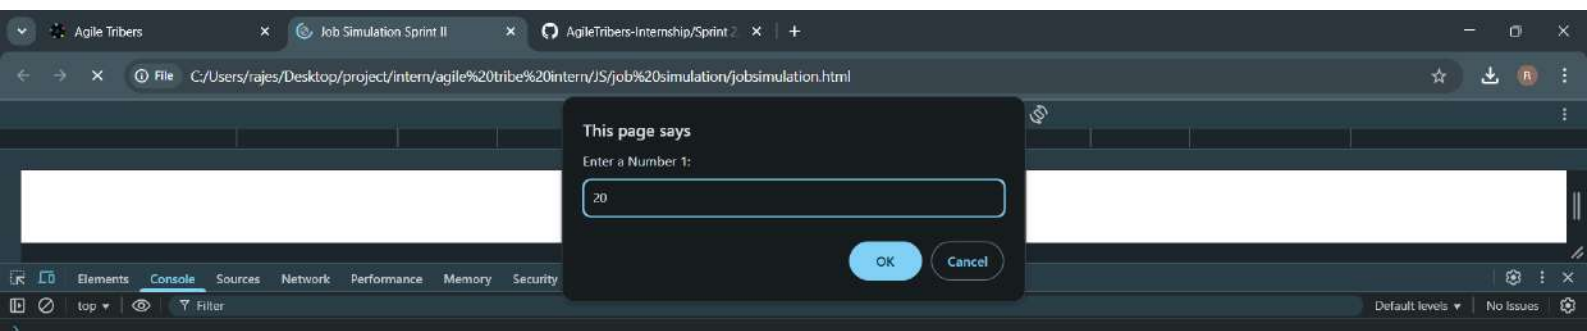 Agile Tribers
Job Simulation Sprint II
AgileTribers-Internship/Sprint 2
File C:/Users/rajes/Desktop/project/intern/agile%20tribe%20intern/JS/job%20simulation/jobsimulation.html
R
This page says
Enter a Number 1:
20
OK Cancel
Elements Console Sources Network Performance Memory Security
top Filter Default levels No Issues